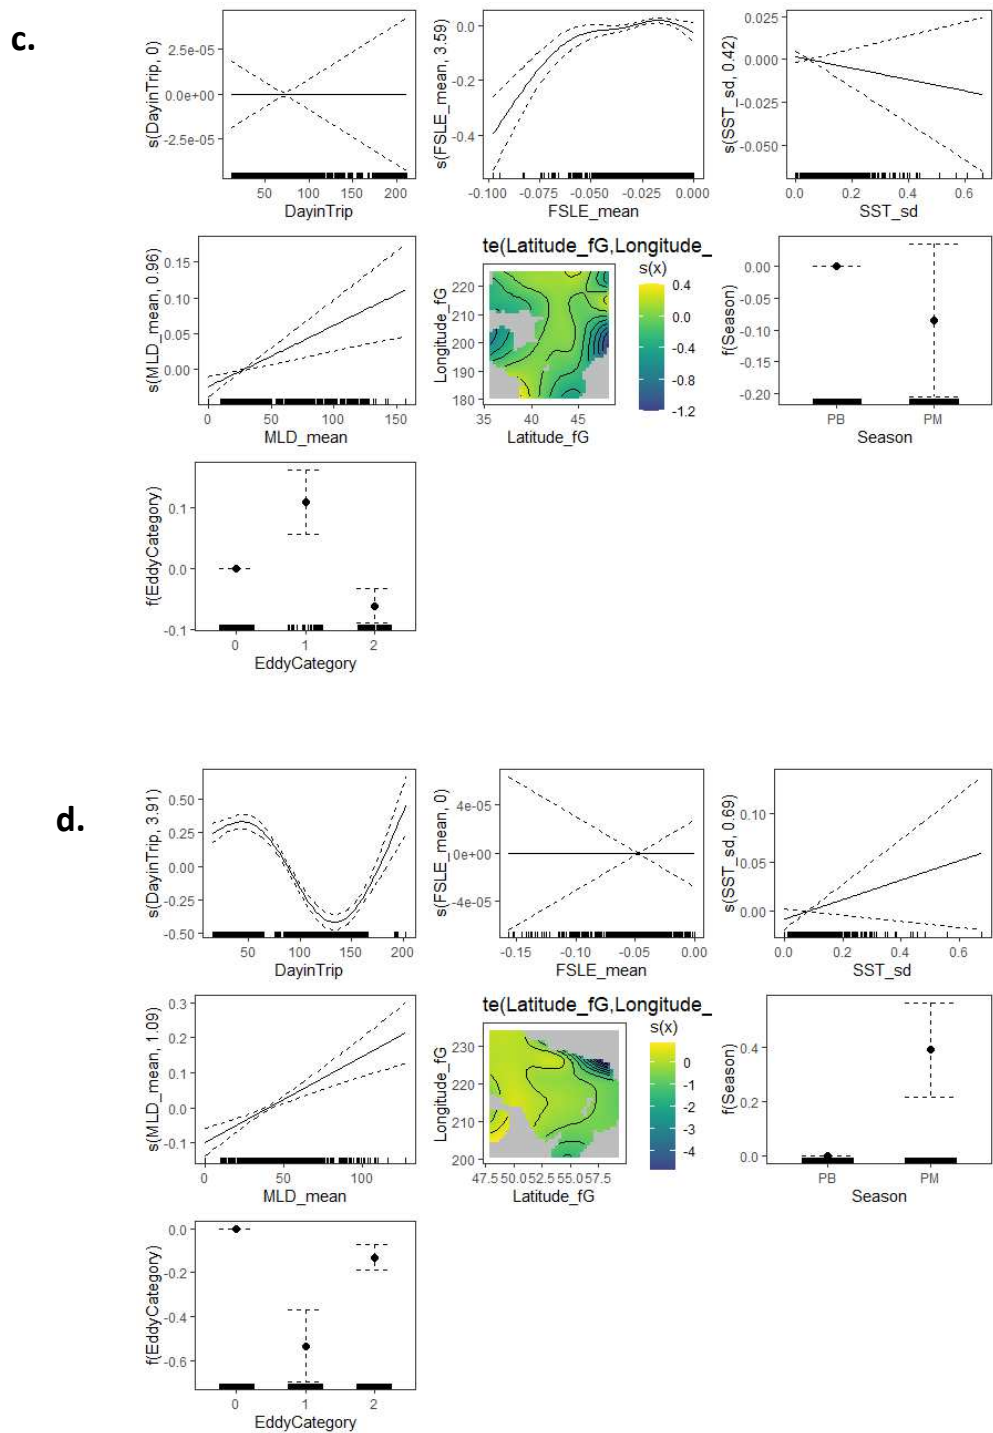 c.
s(DayinTrip, 0)
2.5e-05
0.0e+00
-2.5e-05
50 100 150 200
DayinTrip
s(FSLE_mean, 3.59)
0.0
-0.2
-0.4
-0.100 -0.075 -0.050 -0.025 0.000
FSLE_mean
s(SST_sd, 0.42)
0.025
0.000
-0.025
-0.050
0.0 0.2 0.4 0.6
SST_sd
s(MLD_mean, 0.96)
0.15
0.10
0.05
0.00
0 50 100 150
MLD_mean
te(Latitude_fG,Longitude_
Longitude_fG
220
210
200
190
180
35 40 45
Latitude_fG
s(x)
0.4
0.0
-0.4
-0.8
-1.2
f(Season)
0.00
-0.05
-0.10
-0.15
-0.20
PB PM
Season
f(EddyCategory)
0.1
0.0
-0.1
0 1 2
EddyCategory
d.
s(DayinTrip, 3.91)
0.50
0.25
0.00
-0.25
-0.50
50 100 150 200
DayinTrip
s(FSLE_mean, 0)
4e-05
0e+00
-4e-05
-0.15 -0.10 -0.05 0.00
FSLE_mean
s(SST_sd, 0.69)
0.10
0.05
0.00
0.0 0.2 0.4 0.6
SST_sd
s(MLD_mean, 1.09)
0.3
0.2
0.1
0.0
-0.1
0 50 100
MLD_mean
te(Latitude_fG,Longitude_
Longitude_fG
230
220
210
200
47.5 50.0 52.5 55.0 57.5
Latitude_fG
s(x)
0
-1
-2
-3
-4
f(Season)
0.4
0.2
0.0
PB PM
Season
f(EddyCategory)
0.0
-0.2
-0.4
-0.6
0 1 2
EddyCategory